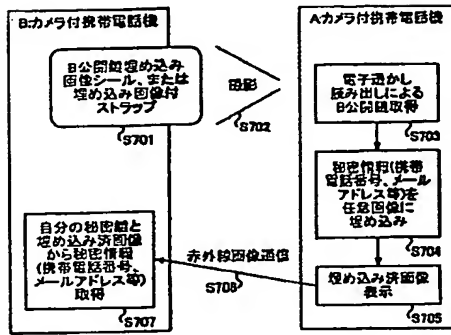 B:カメラ付携帯電話機
B公開鍵埋め込み
画像シール、または
埋め込み画像付
ストラップ
S701
撮影
S702
A:カメラ付携帯電話機
電子透かし
読み出しによる
B公開鍵取得
S703
秘密情報(携帯
電話番号、メール
アドレス等)を
任意画像に
埋め込み
S704
埋め込み済画像
表示
S705
赤外線画像通信
S706
自分の秘密鍵と
埋め込み済画像
から秘密情報
(携帯電話番号、
メールアドレス等)
取得
S707